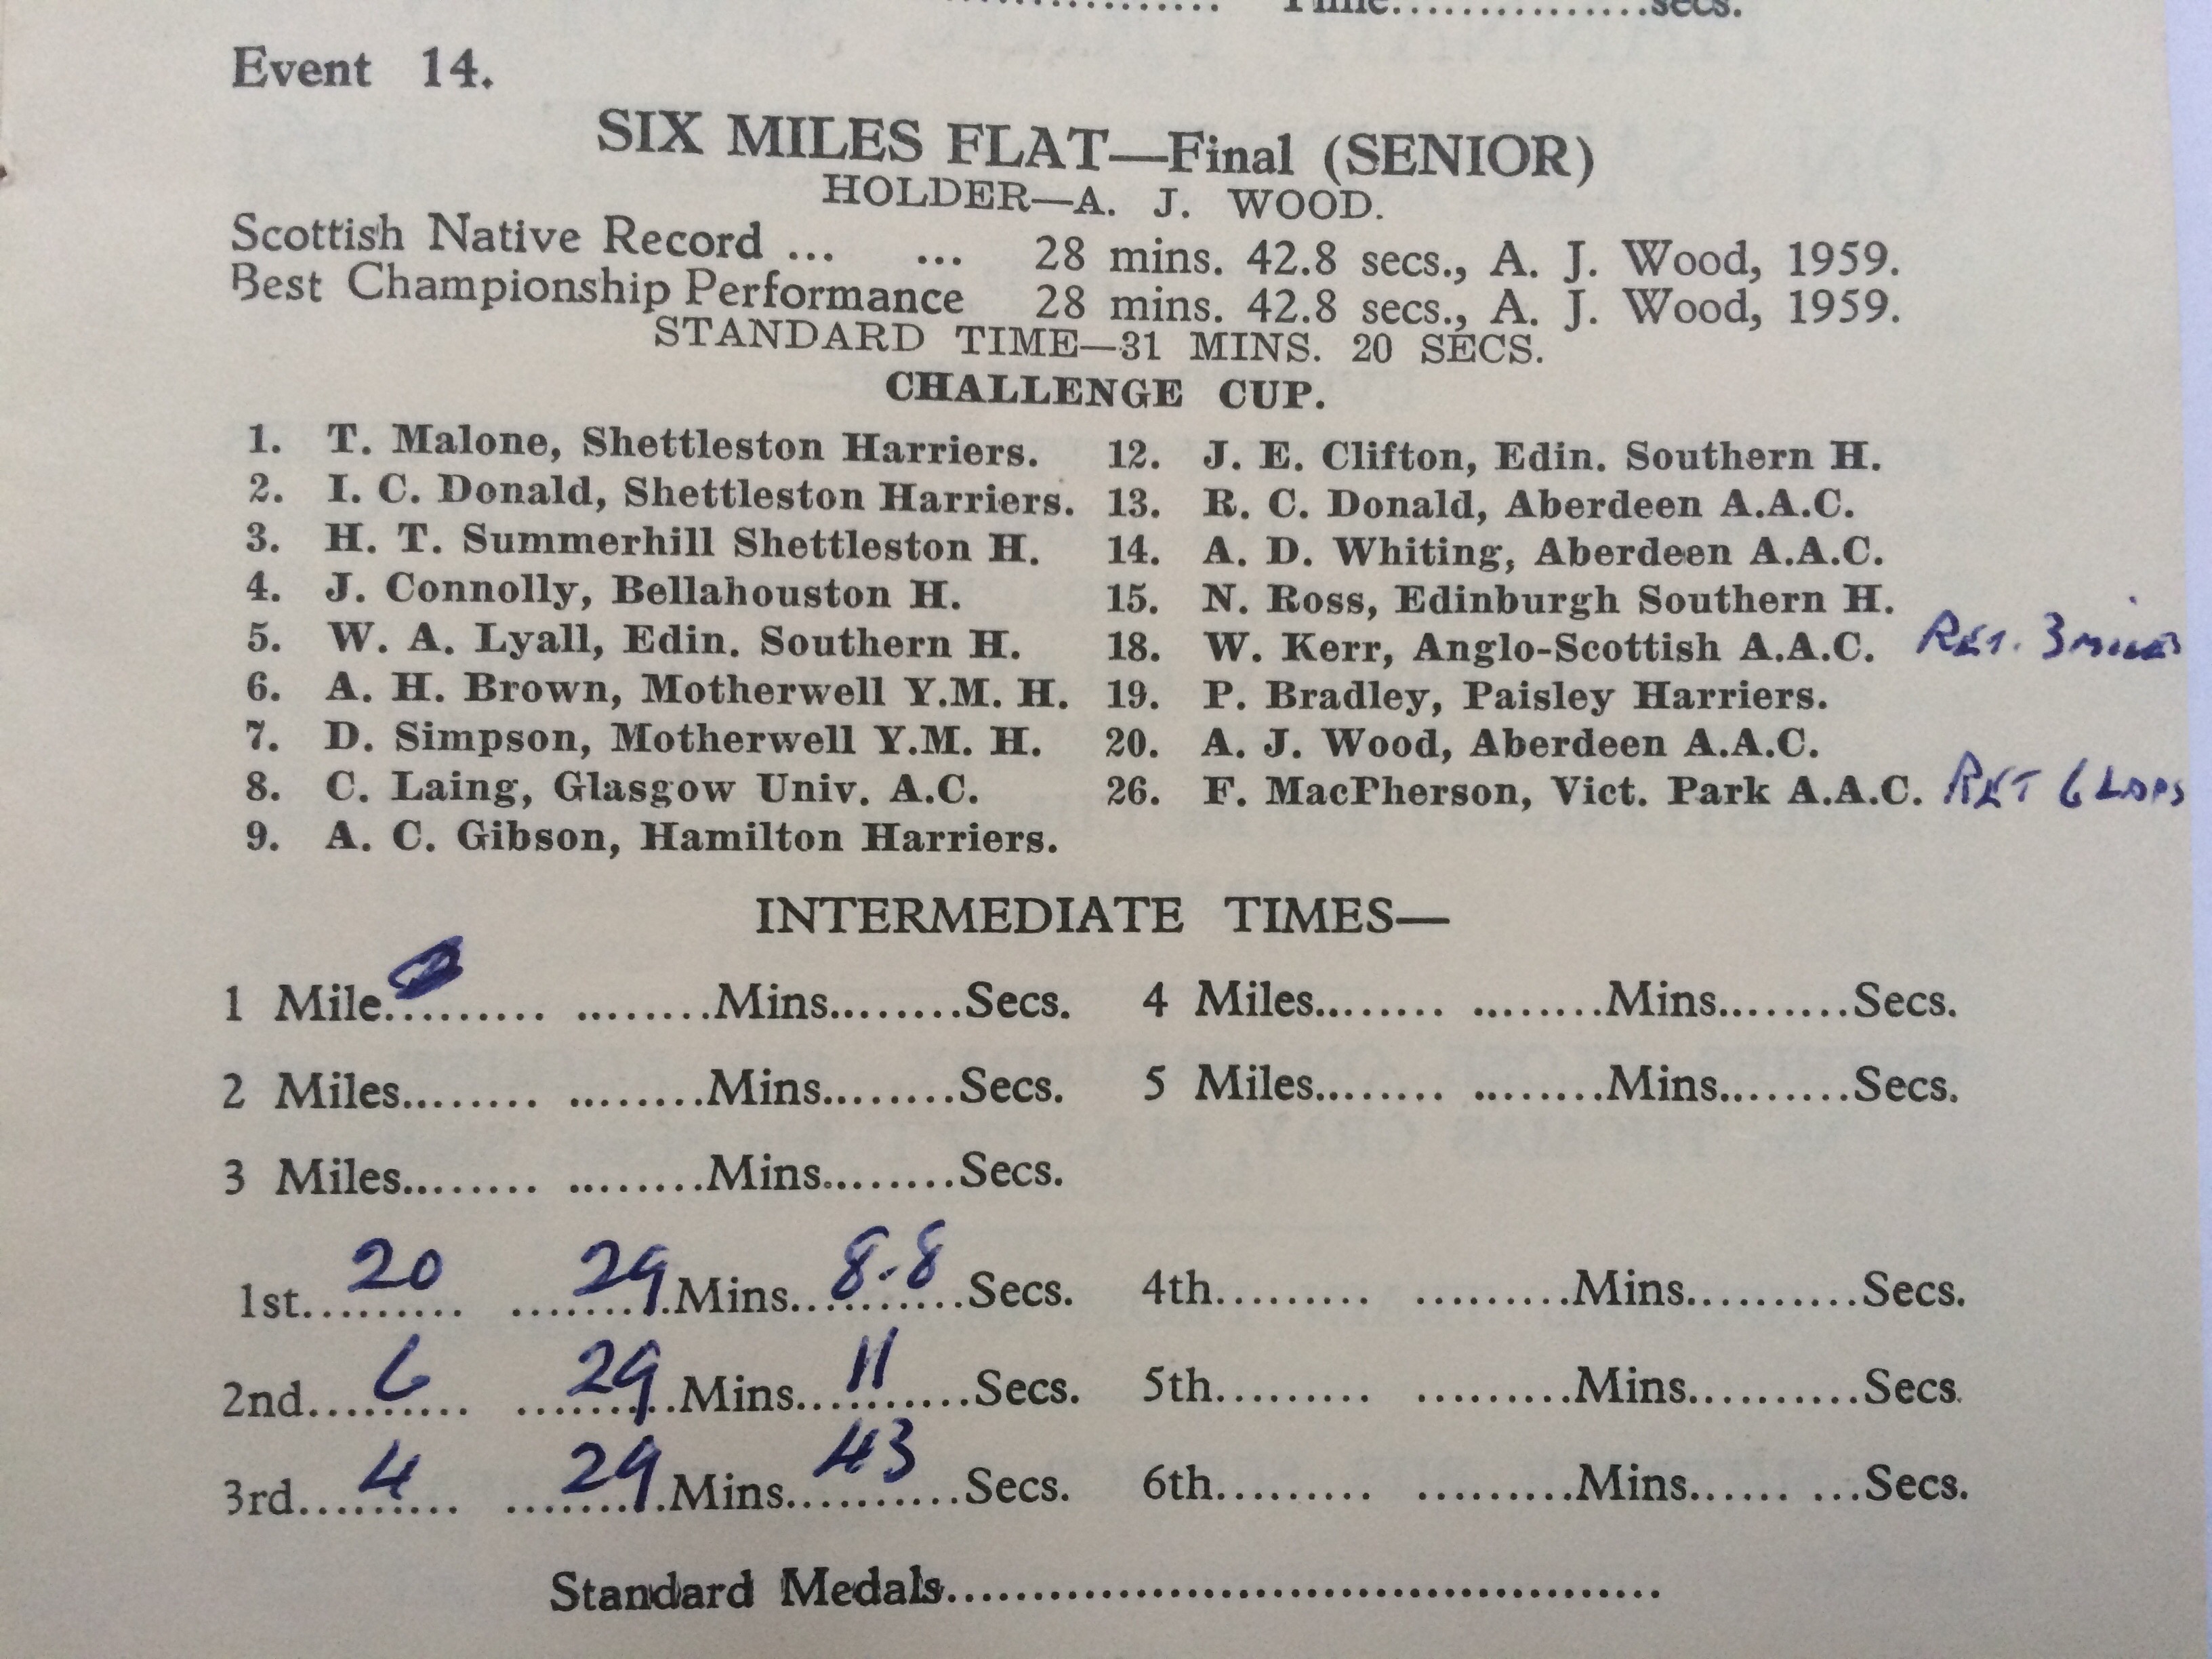 ............... Time...............secs.
Event 14.
SIX MILES FLAT—Final (SENIOR)
HOLDER—A. J. WOOD.
Scottish Native Record ... ... 28 mins. 42.8 secs., A. J. Wood, 1959.
Best Championship Performance 28 mins. 42.8 secs., A. J. Wood, 1959.
STANDARD TIME—31 MINS. 20 SECS.
CHALLENGE CUP.
1. T. Malone, Shettleston Harriers.
2. I. C. Donald, Shettleston Harriers.
3. H. T. Summerhill Shettleston H.
4. J. Connolly, Bellahouston H.
5. W. A. Lyall, Edin. Southern H.
6. A. H. Brown, Motherwell Y.M. H.
7. D. Simpson, Motherwell Y.M. H.
8. C. Laing, Glasgow Univ. A.C.
9. A. C. Gibson, Hamilton Harriers.
12. J. E. Clifton, Edin. Southern H.
13. R. C. Donald, Aberdeen A.A.C.
14. A. D. Whiting, Aberdeen A.A.C.
15. N. Ross, Edinburgh Southern H.
18. W. Kerr, Anglo-Scottish A.A.C. RET. 3 MILES
19. P. Bradley, Paisley Harriers.
20. A. J. Wood, Aberdeen A.A.C.
26. F. MacPherson, Vict. Park A.A.C. RET 6 LAPS
INTERMEDIATE TIMES—
1 Mile.......... .........Mins.........Secs. 4 Miles......... .........Mins.........Secs.
2 Miles......... .........Mins.........Secs. 5 Miles......... .........Mins.........Secs.
3 Miles......... .........Mins.........Secs.
1st. 20 29 Mins. 8.8 Secs. 4th.......... ..........Mins...........Secs.
2nd. 6 29 Mins. 11 Secs. 5th.......... ..........Mins...........Secs.
3rd. 4 29 Mins. 43 Secs. 6th.......... ..........Mins...... ...Secs.
Standard Medals.............................................